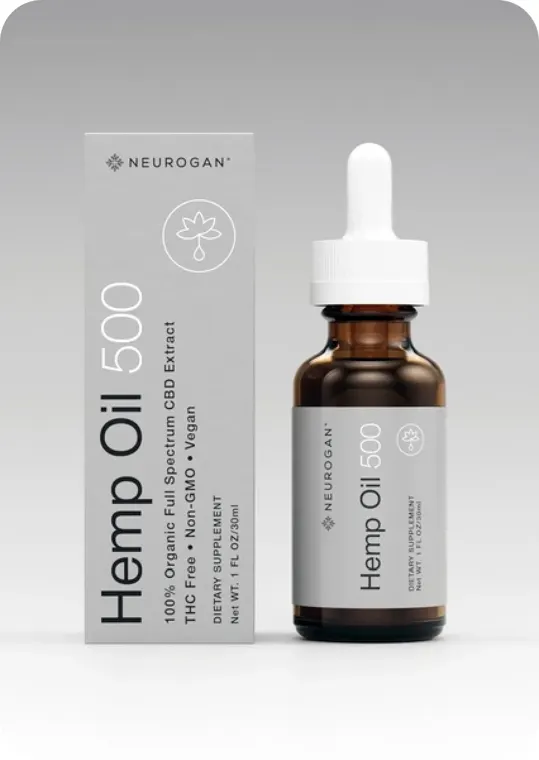 NEUROGAN
Hemp Oil 500
100% Organic Full Spectrum CBD Extract
THC Free • Non-GMO • Vegan
DIETARY SUPPLEMENT
Net WT. 1 FL OZ/30ml
NEUROGAN
Hemp Oil 500
DIETARY SUPPLEMENT
Net WT. 1 FL OZ/30ml